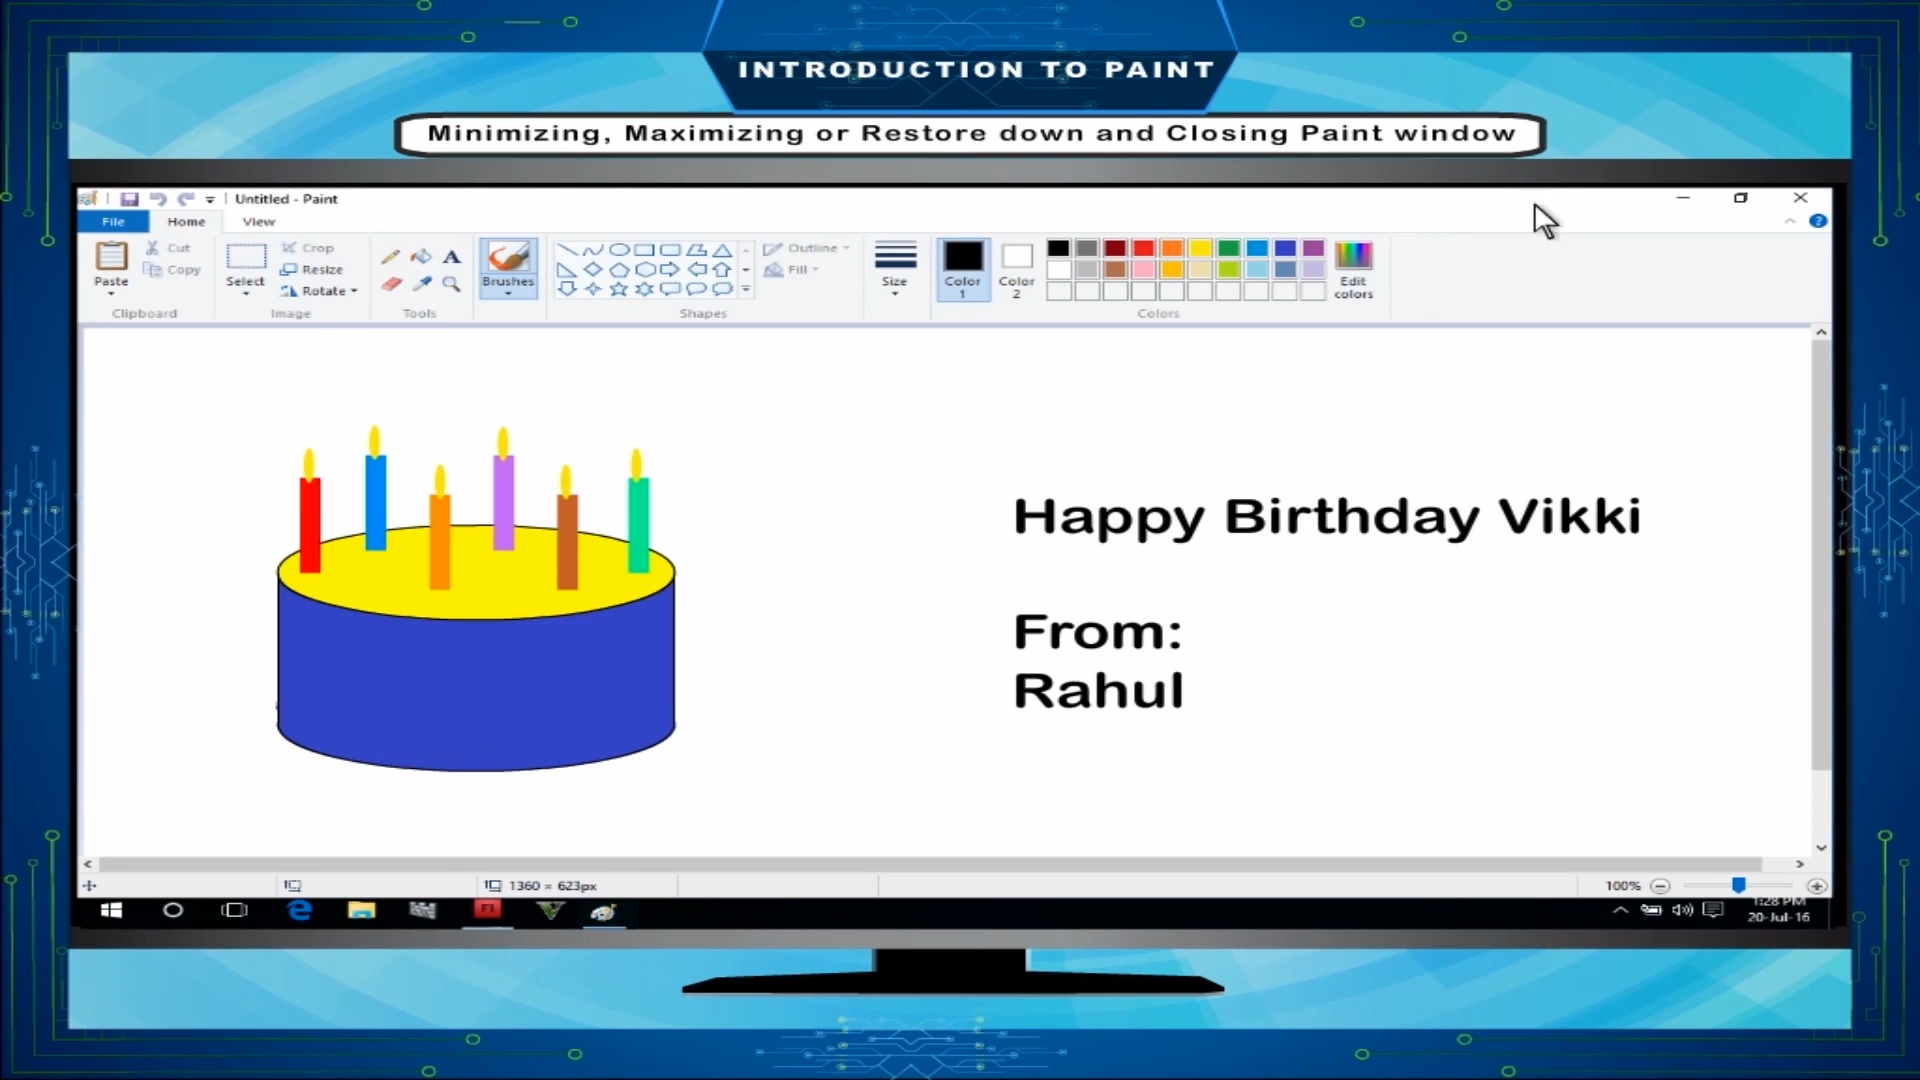 INTRODUCTION TO PAINT
Minimizing, Maximizing or Restore down and Closing Paint window
Untitled - Paint
File Home View
Paste
Cut
Copy
Clipboard
Select
Crop
Resize
Rotate
Image
Tools
Brushes
Shapes
Outline
Fill
Size
Color 1
Color 2
Colors
Edit colors
Happy Birthday Vikki
From:
Rahul
1360 × 623px
100%
1:28 PM
20-Jul-16